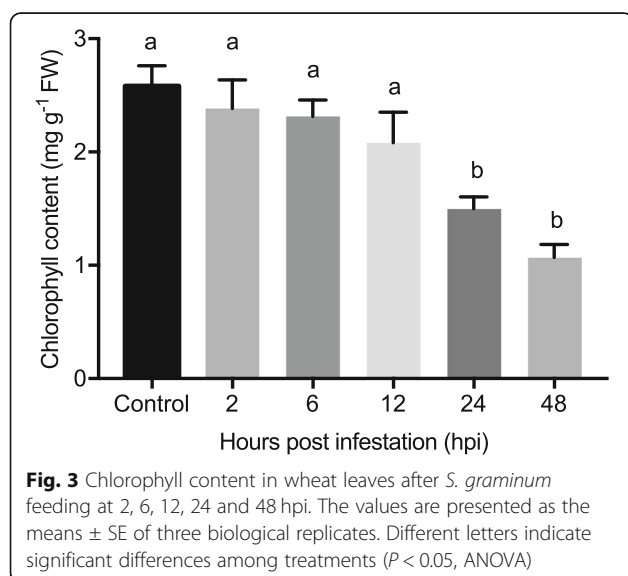 3
a
a
a
a
2
b
b
1
0
Chlorophyll content (mg g⁻¹ FW)
Control 2 6 12 24 48
Hours post infestation (hpi)
Fig. 3 Chlorophyll content in wheat leaves after S. graminum
feeding at 2, 6, 12, 24 and 48 hpi. The values are presented as the
means ± SE of three biological replicates. Different letters indicate
significant differences among treatments (P < 0.05, ANOVA)